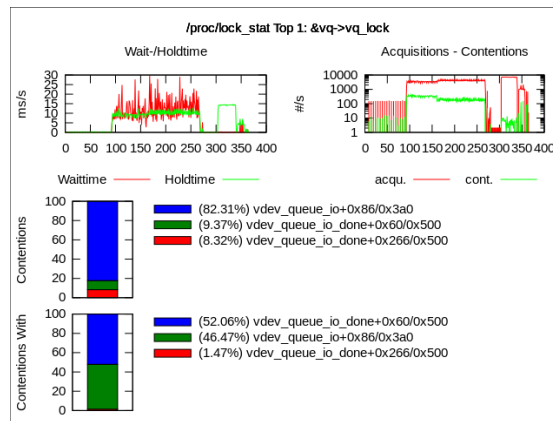 /proc/lock_stat Top 1: &vq->vq_lock
Wait-/Holdtime
ms/s
30
25
20
15
10
5
0
0 50 100 150 200 250 300 350 400
Waittime Holdtime
Acquisitions - Contentions
#/s
10000
1000
100
10
1
0 50 100 150 200 250 300 350 400
acqu. cont.
Contentions
100
80
60
40
20
0
(82.31%) vdev_queue_io+0x86/0x3a0
(9.37%) vdev_queue_io_done+0x60/0x500
(8.32%) vdev_queue_io_done+0x266/0x500
Contentions With
100
80
60
40
20
0
(52.06%) vdev_queue_io_done+0x60/0x500
(46.47%) vdev_queue_io+0x86/0x3a0
(1.47%) vdev_queue_io_done+0x266/0x500